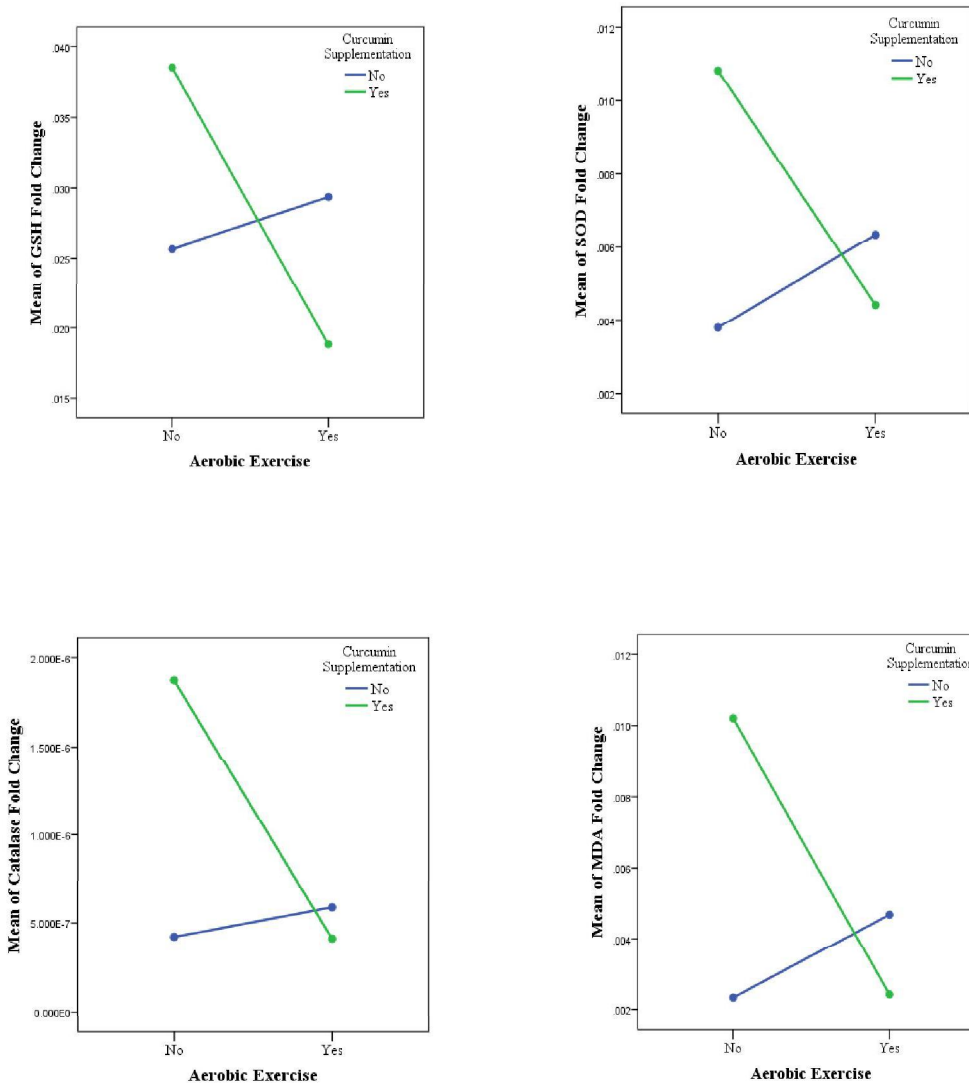 Mean of GSH Fold Change
.040
.035
.030
.025
.020
.015
Curcumin
Supplementation
No
Yes
No Yes
Aerobic Exercise
Mean of SOD Fold Change
.012
.010
.008
.006
.004
.002
Curcumin
Supplementation
No
Yes
No Yes
Aerobic Exercise
Mean of Catalase Fold Change
2.000E-6
1.500E-6
1.000E-6
5.000E-7
0.000E0
Curcumin
Supplementation
No
Yes
No Yes
Aerobic Exercise
Mean of MDA Fold Change
.012
.010
.008
.006
.004
.002
Curcumin
Supplementation
No
Yes
No Yes
Aerobic Exercise